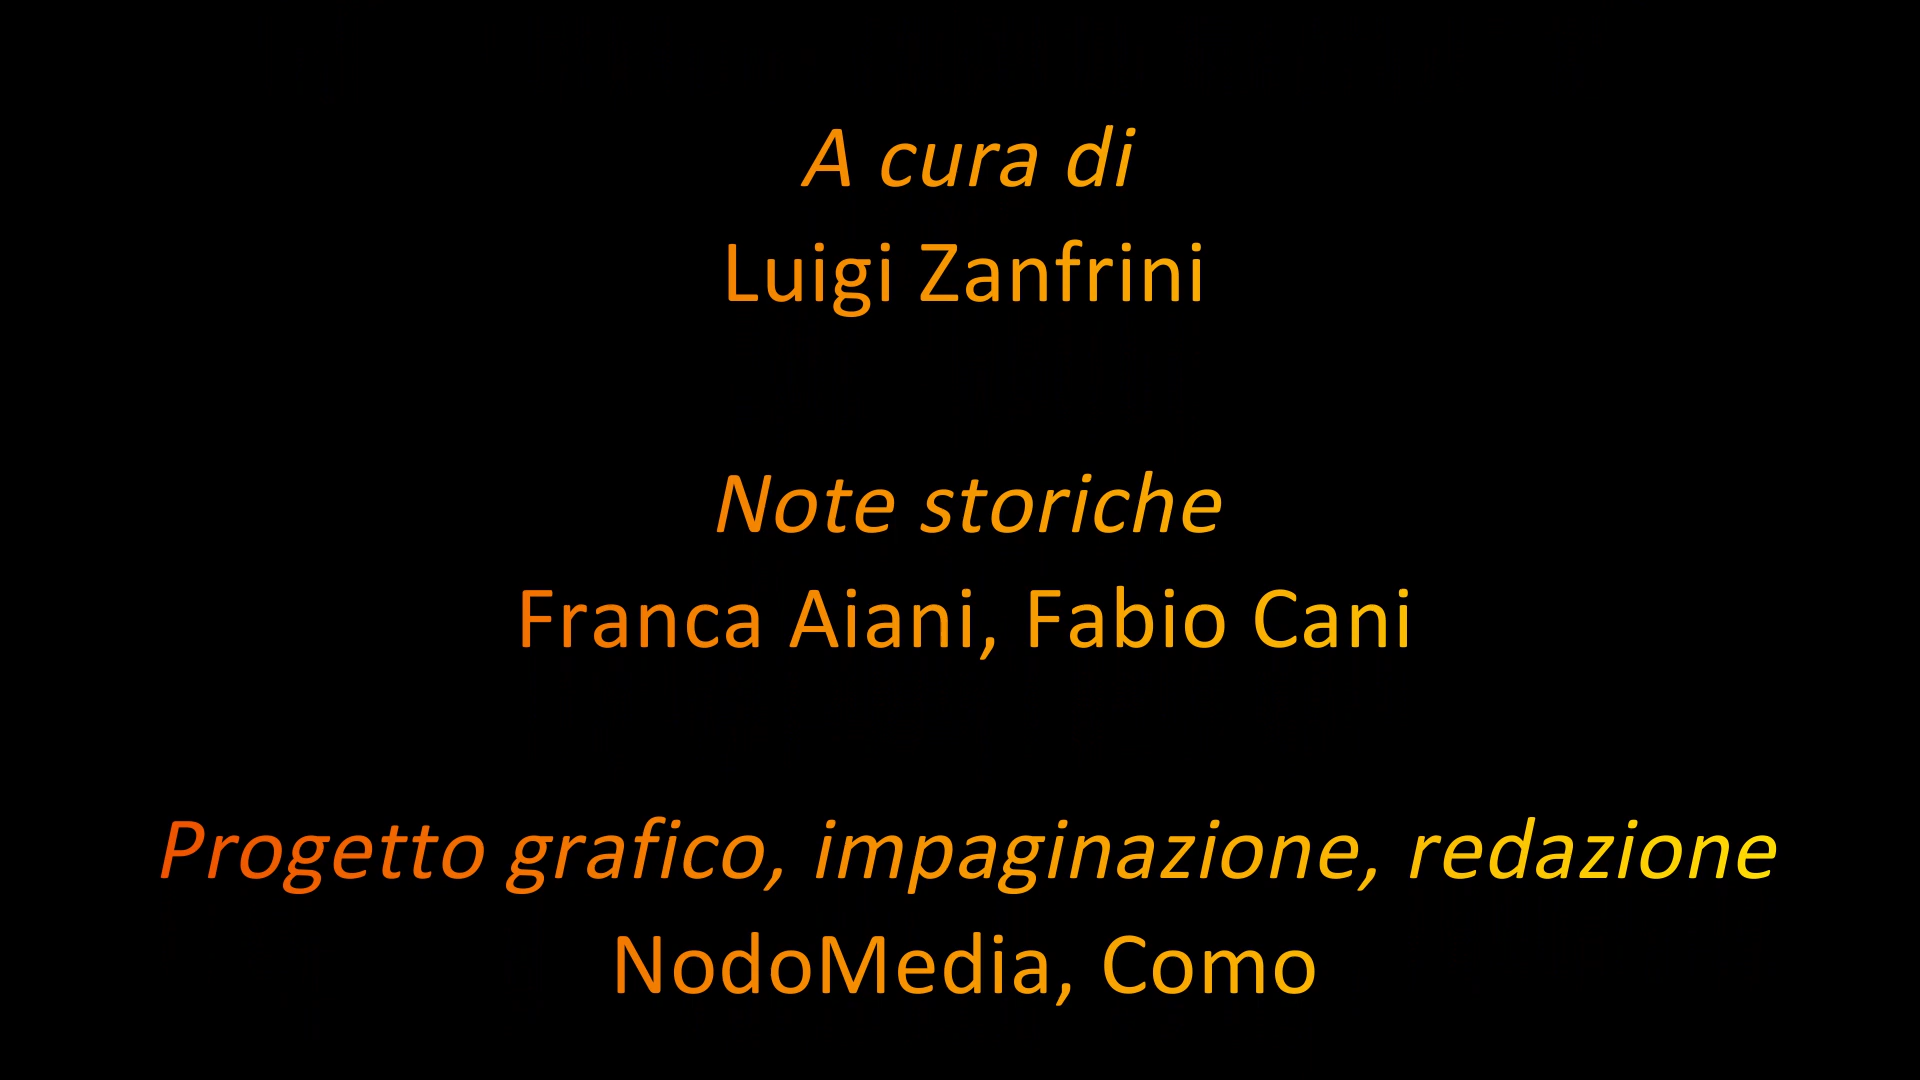 A cura di
Luigi Zanfrini
Note storiche
Franca Aiani, Fabio Cani
Progetto grafico, impaginazione, redazione
NodoMedia, Como